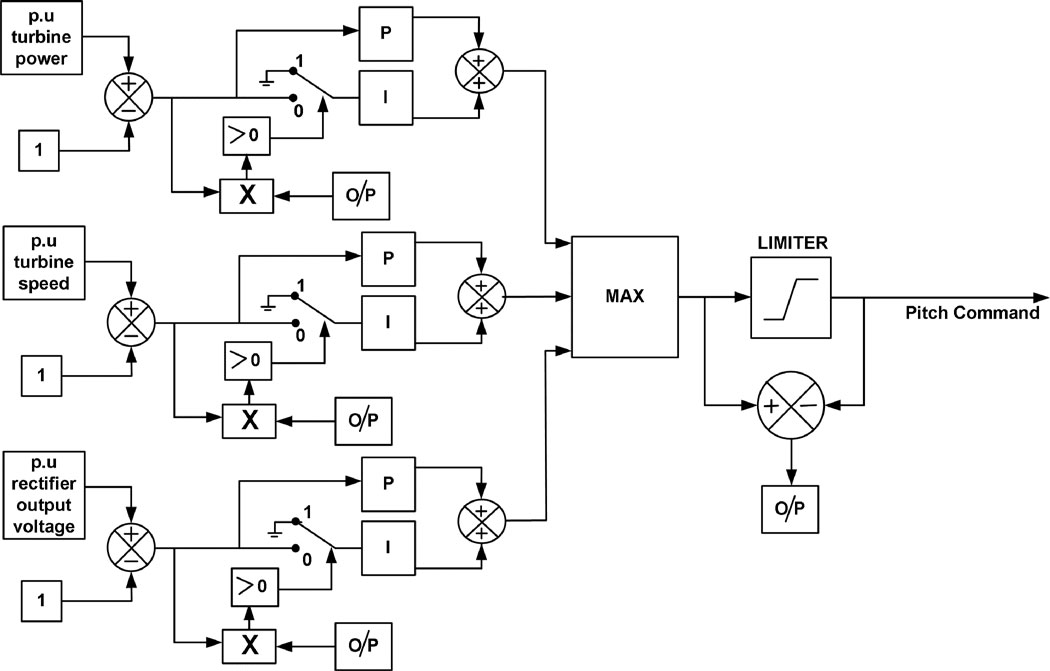 p.u
turbine
power
+
−
1
P
1
I
0
>0
X
O/P
+
+
p.u
turbine
speed
+
−
1
P
1
I
0
>0
X
O/P
+
+
MAX
LIMITER
Pitch Command
+
−
O/P
p.u
rectifier
output
voltage
+
−
1
P
1
I
0
>0
X
O/P
+
+